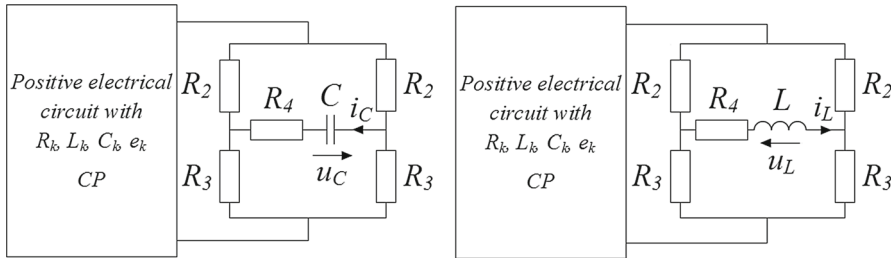 Positive electrical
circuit with
Rk, Lk, Ck, ek
CP
R2
R2
R4
C
iC
uC
R3
R3
Positive electrical
circuit with
Rk, Lk, Ck, ek
CP
R2
R2
R4
L
iL
uL
R3
R3